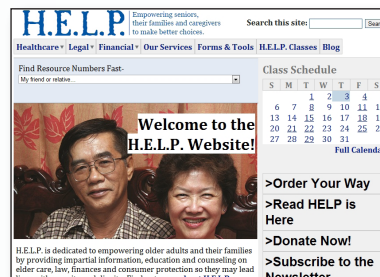 H.E.L.P.
Empowering seniors,
their families and caregivers
to make better choices.
Search this site:
Healthcare Legal Financial Our Services Forms & Tools H.E.L.P. Classes Blog
Find Resource Numbers Fast-
My friend or relative...
Welcome to the
H.E.L.P. Website!
H.E.L.P. is dedicated to empowering older adults and their families
by providing impartial information, education and counseling on
elder care, law, finances and consumer protection so they may lead
Class Schedule
S M T W T F S
1 2 3 4
6 7 8 9 10 11
13 14 15 16 17 18
20 21 22 23 24 25
27 28 29 30 31
Full Calenda
>Order Your Way
>Read HELP is
Here
>Donate Now!
>Subscribe to the
Newsletter